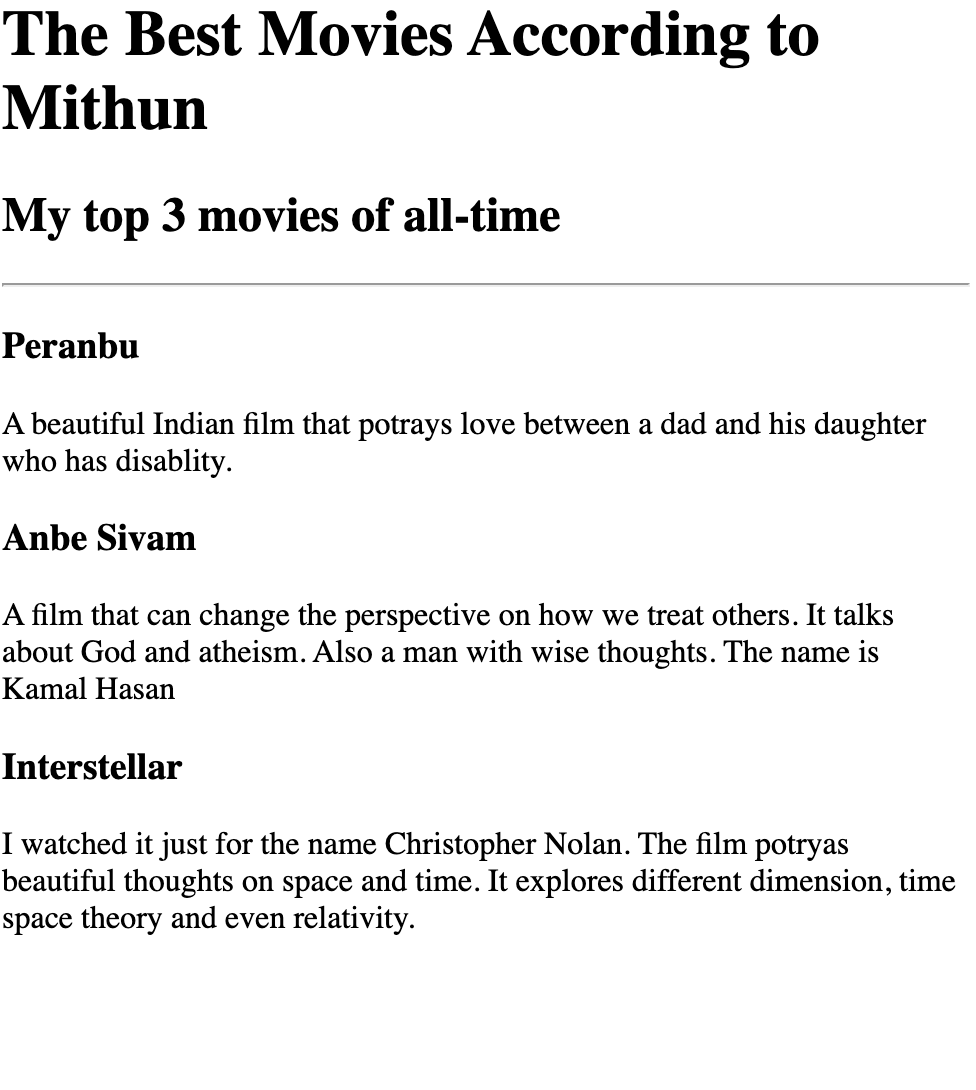 The Best Movies According to
Mithun
My top 3 movies of all-time
Peranbu
A beautiful Indian film that potrays love between a dad and his daughter
who has disablity.
Anbe Sivam
A film that can change the perspective on how we treat others. It talks
about God and atheism. Also a man with wise thoughts. The name is
Kamal Hasan
Interstellar
I watched it just for the name Christopher Nolan. The film potryas
beautiful thoughts on space and time. It explores different dimension, time
space theory and even relativity.